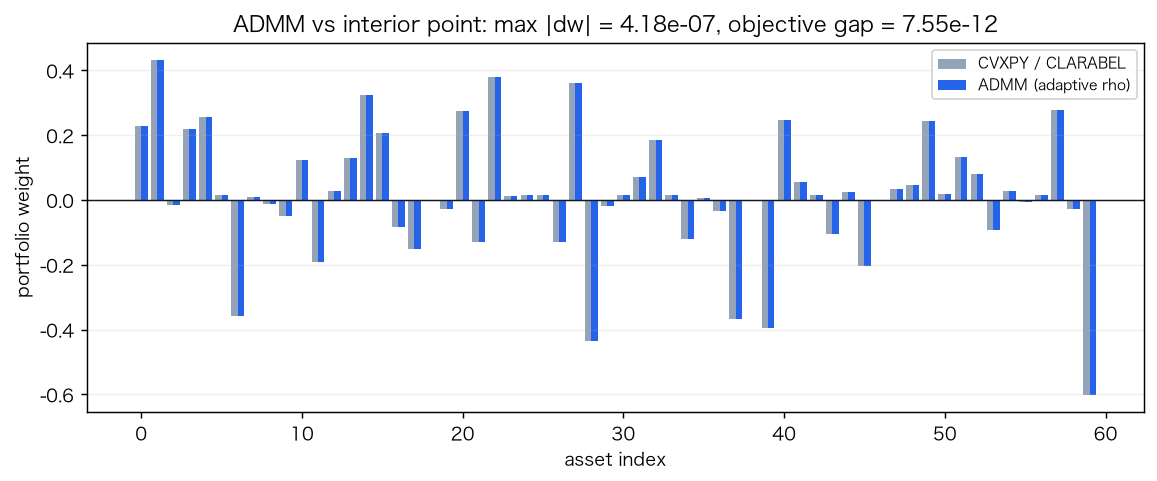 ADMM vs interior point: max |dw| = 4.18e-07, objective gap = 7.55e-12
CVXPY / CLARABEL
ADMM (adaptive rho)
portfolio weight
0.4
0.2
0.0
-0.2
-0.4
-0.6
0 10 20 30 40 50 60
asset index